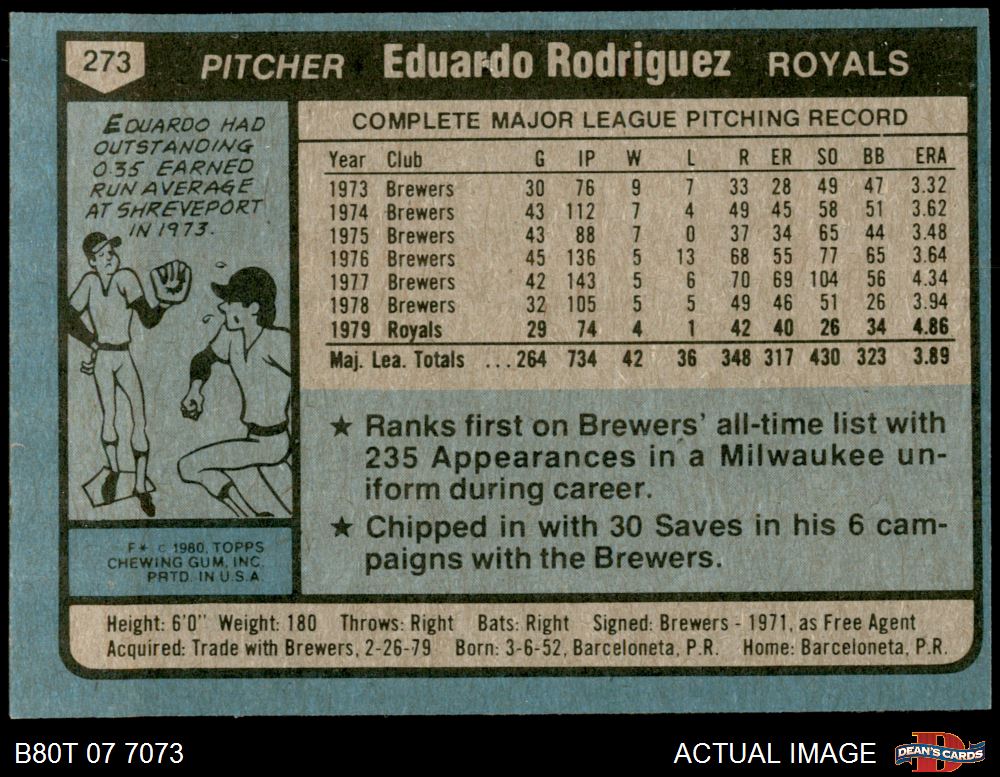 273 PITCHER Eduardo Rodriguez ROYALS
EDUARDO HAD
OUTSTANDING
0.35 EARNED
RUN AVERAGE
AT SHREVEPORT
IN 1973.
COMPLETE MAJOR LEAGUE PITCHING RECORD
Year Club G IP W L R ER SO BB ERA
1973 Brewers 30 76 9 7 33 28 49 47 3.32
1974 Brewers 43 112 7 4 49 45 58 51 3.62
1975 Brewers 43 88 7 0 37 34 65 44 3.48
1976 Brewers 45 136 5 13 68 55 77 65 3.64
1977 Brewers 42 143 5 6 70 69 104 56 4.34
1978 Brewers 32 105 5 5 49 46 51 26 3.94
1979 Royals 29 74 4 1 42 40 26 34 4.86
Maj. Lea. Totals ...264 734 42 36 348 317 430 323 3.89
★ Ranks first on Brewers' all-time list with
235 Appearances in a Milwaukee un-
iform during career.
★ Chipped in with 30 Saves in his 6 cam-
paigns with the Brewers.
F* © 1980, TOPPS
CHEWING GUM, INC.
PRTD. IN U.S.A.
Height: 6'0" Weight: 180 Throws: Right Bats: Right Signed: Brewers - 1971, as Free Agent
Acquired: Trade with Brewers, 2-26-79 Born: 3-6-52, Barceloneta, P.R. Home: Barceloneta, P.R.
B80T 07 7073 ACTUAL IMAGE D DEAN'S CARDS